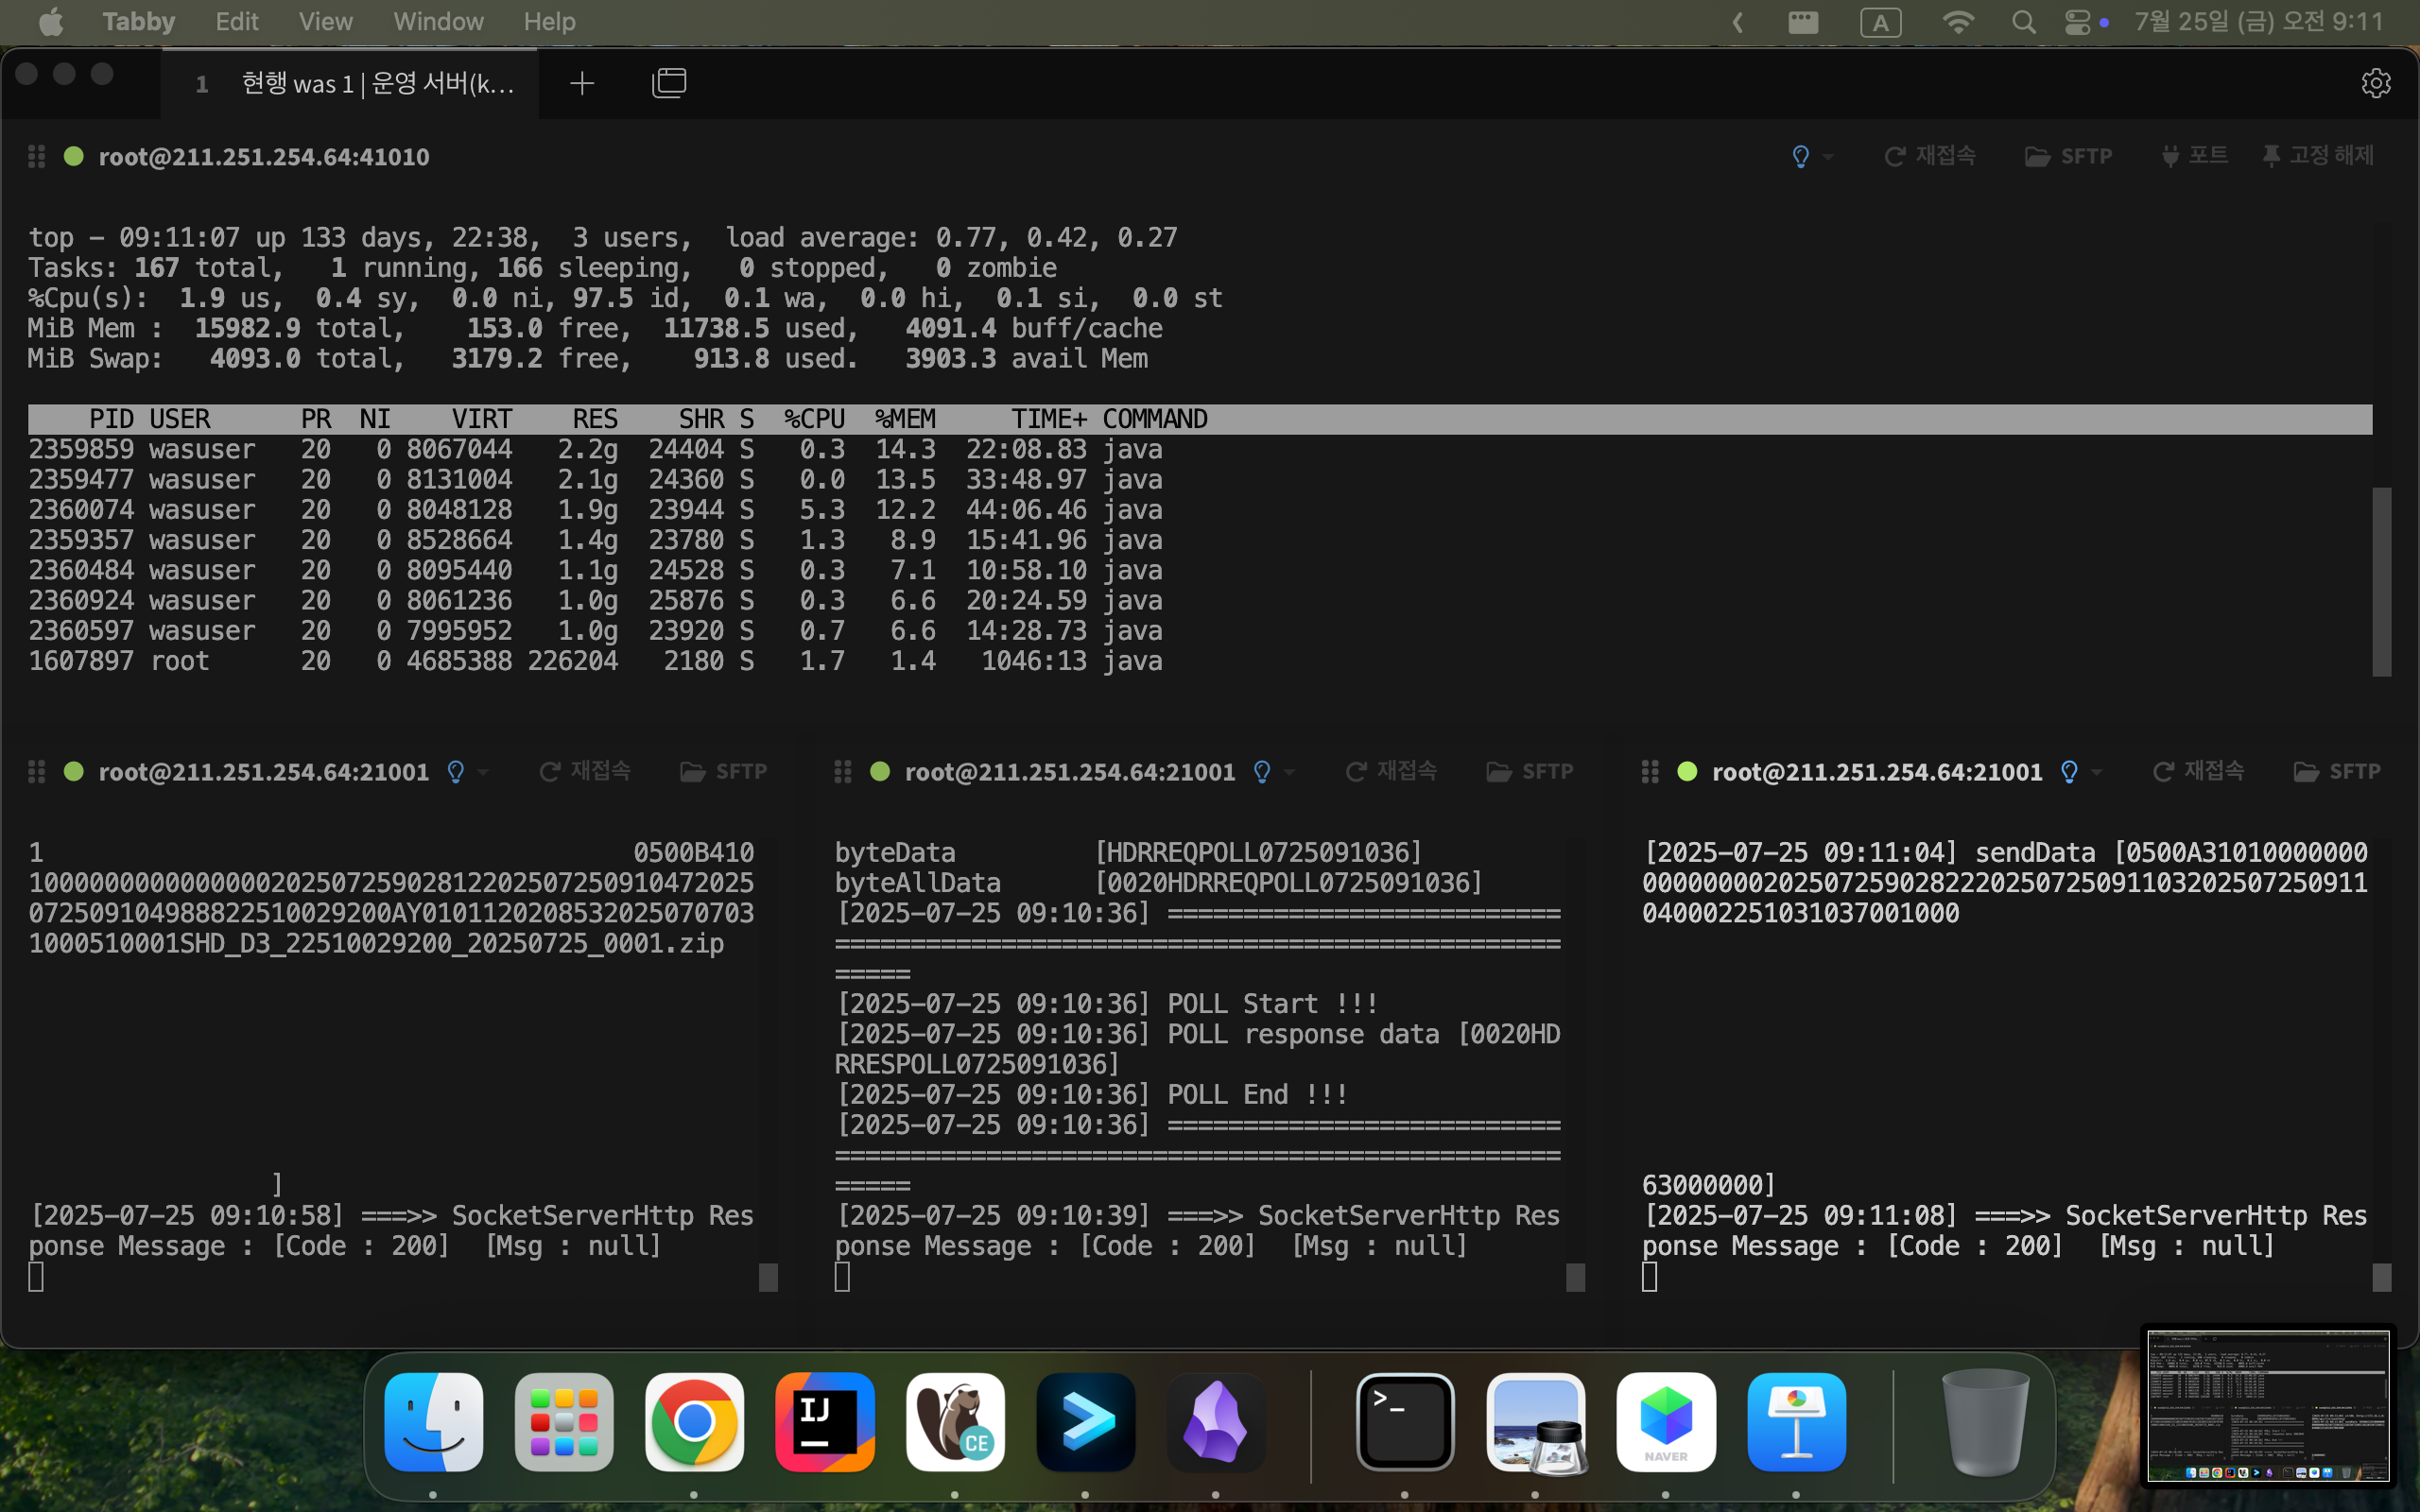 Tabby Edit View Window Help
A 7월 25일 (금) 오전 9:11
1 현행 was 1 | 운영 서버(k...
root@211.251.254.64:41010 재접속 SFTP 포트 고정 해제
top - 09:11:07 up 133 days, 22:38,  3 users,  load average: 0.77, 0.42, 0.27
Tasks: 167 total,   1 running, 166 sleeping,   0 stopped,   0 zombie
%Cpu(s):  1.9 us,  0.4 sy,  0.0 ni, 97.5 id,  0.1 wa,  0.0 hi,  0.1 si,  0.0 st
MiB Mem :  15982.9 total,    153.0 free,  11738.5 used,   4091.4 buff/cache
MiB Swap:   4093.0 total,   3179.2 free,    913.8 used.   3903.3 avail Mem
PID USER      PR  NI    VIRT    RES    SHR S  %CPU  %MEM     TIME+ COMMAND
2359859 wasuser   20   0 8067044   2.2g  24404 S   0.3  14.3  22:08.83 java
2359477 wasuser   20   0 8131004   2.1g  24360 S   0.0  13.5  33:48.97 java
2360074 wasuser   20   0 8048128   1.9g  23944 S   5.3  12.2  44:06.46 java
2359357 wasuser   20   0 8528664   1.4g  23780 S   1.3   8.9  15:41.96 java
2360484 wasuser   20   0 8095440   1.1g  24528 S   0.3   7.1  10:58.10 java
2360924 wasuser   20   0 8061236   1.0g  25876 S   0.3   6.6  20:24.59 java
2360597 wasuser   20   0 7995952   1.0g  23920 S   0.7   6.6  14:28.73 java
1607897 root      20   0 4685388 226204   2180 S   1.7   1.4   1046:13 java
root@211.251.254.64:21001 재접속 SFTP
1                                       0500B410
100000000000000020250725902812202507250910472025
072509104988822510029200AY0101120208532025070703
1000510001SHD_D3_22510029200_20250725_0001.zip
]
[2025-07-25 09:10:58] ===>> SocketServerHttp Res
ponse Message : [Code : 200]  [Msg : null]
root@211.251.254.64:21001 재접속 SFTP
byteData         [HDRREQPOLL0725091036]
byteAllData      [0020HDRREQPOLL0725091036]
[2025-07-25 09:10:36] ==========================
================================================
=====
[2025-07-25 09:10:36] POLL Start !!!
[2025-07-25 09:10:36] POLL response data [0020HD
RRESPOLL0725091036]
[2025-07-25 09:10:36] POLL End !!!
[2025-07-25 09:10:36] ==========================
================================================
=====
[2025-07-25 09:10:39] ===>> SocketServerHttp Res
ponse Message : [Code : 200]  [Msg : null]
root@211.251.254.64:21001 재접속 SFTP
[2025-07-25 09:11:04] sendData [0500A31010000000
000000002025072590282220250725091103202507250911
040002251031037001000
63000000]
[2025-07-25 09:11:08] ===>> SocketServerHttp Res
ponse Message : [Code : 200]  [Msg : null]
IJ
CE
>_
NAVER